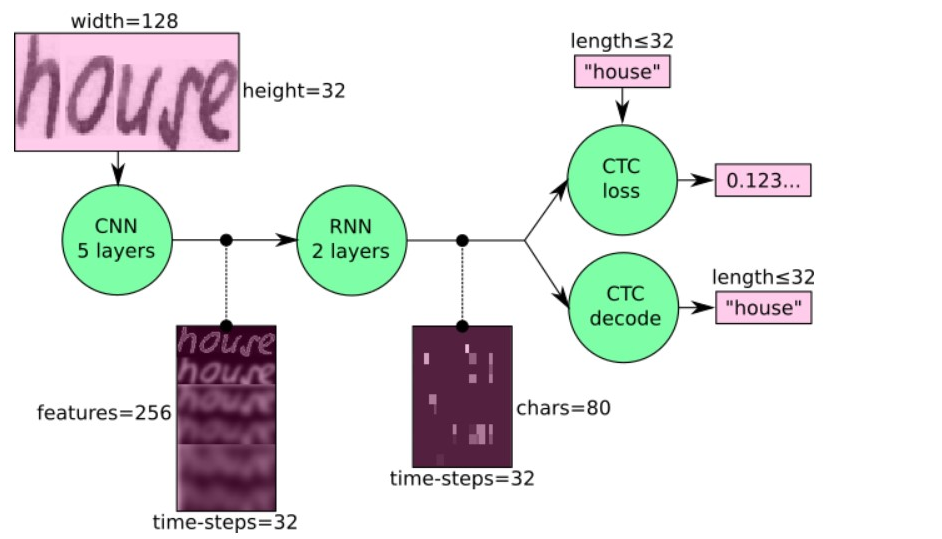 width=128
house
height=32
CNN
5 layers
RNN
2 layers
length≤32
"house"
CTC
loss
0.123...
CTC
decode
length≤32
"house"
house
house
house
features=256
time-steps=32
chars=80
time-steps=32